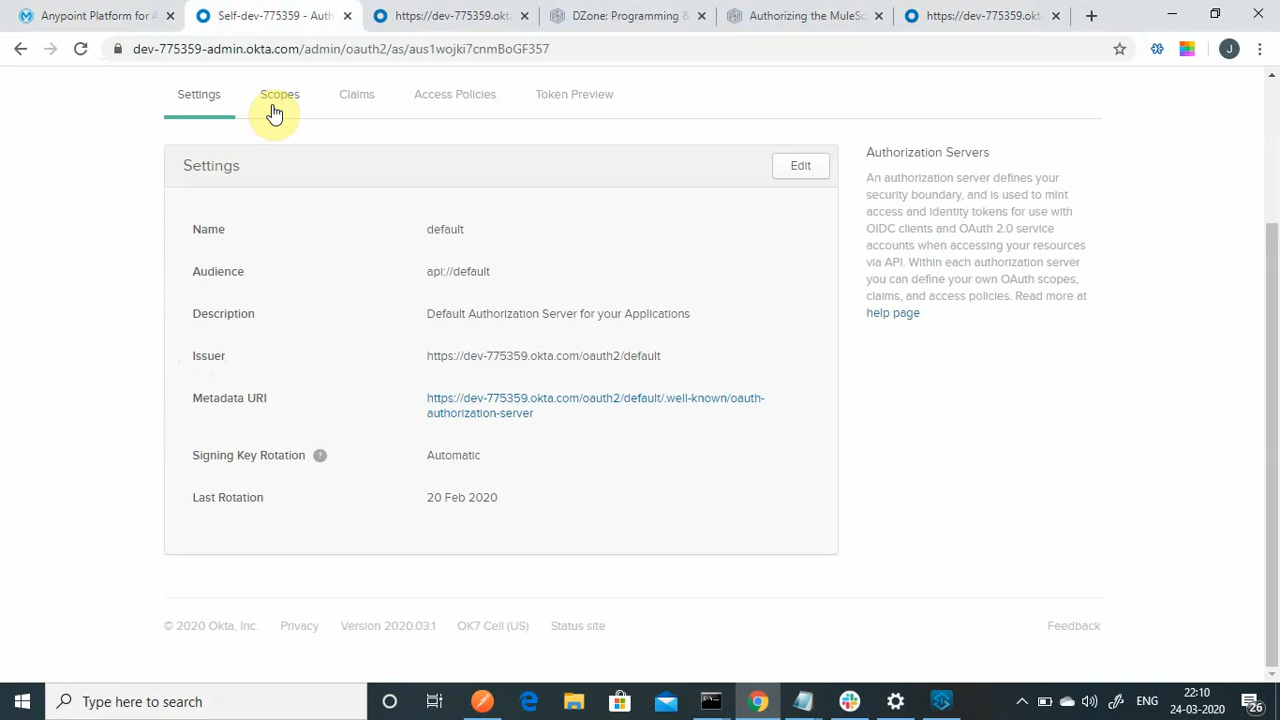 Anypoint Platform for A
Self-dev-775359 - Auth
https://dev-775359.okta.com/
DZone: Programming &
Authorizing the MuleSo
https://dev-775359.okta.com/
dev-775359-admin.okta.com/admin/oauth2/as/aus1wojki7cnmBoGF357
J
Settings
Scopes
Claims
Access Policies
Token Preview
Settings
Edit
Name
default
Audience
api://default
Description
Default Authorization Server for your Applications
Issuer
https://dev-775359.okta.com/oauth2/default
Metadata URI
https://dev-775359.okta.com/oauth2/default/.well-known/oauth-
authorization-server
Signing Key Rotation ?
Automatic
Last Rotation
20 Feb 2020
Authorization Servers
An authorization server defines your
security boundary, and is used to mint
access and identity tokens for use with
OIDC clients and OAuth 2.0 service
accounts when accessing your resources
via API. Within each authorization server
you can define your own OAuth scopes,
claims, and access policies. Read more at
help page
© 2020 Okta, Inc.
Privacy
Version 2020.03.1
OK7 Cell (US)
Status site
Feedback
Type here to search
ENG
22:10
24-03-2020
26